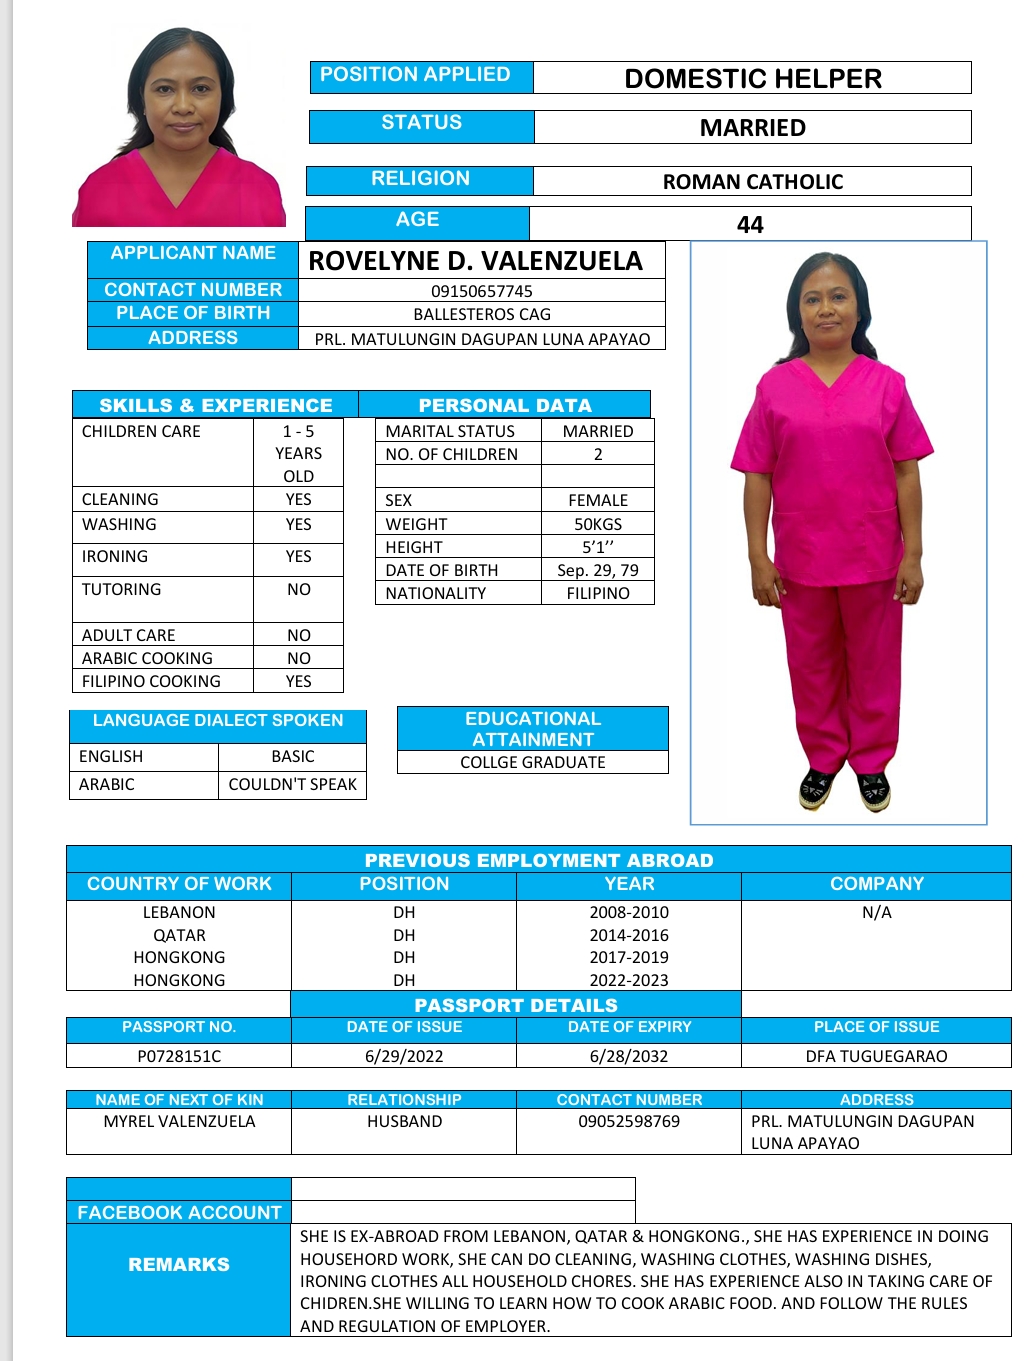 POSITION APPLIED DOMESTIC HELPER
STATUS MARRIED
RELIGION ROMAN CATHOLIC
AGE 44
APPLICANT NAME ROVELYNE D. VALENZUELA
CONTACT NUMBER 09150657745
PLACE OF BIRTH BALLESTEROS CAG
ADDRESS PRL. MATULUNGIN DAGUPAN LUNA APAYAO
SKILLS & EXPERIENCE
CHILDREN CARE 1 - 5
YEARS
OLD
CLEANING YES
WASHING YES
IRONING YES
TUTORING NO
ADULT CARE NO
ARABIC COOKING NO
FILIPINO COOKING YES
PERSONAL DATA
MARITAL STATUS MARRIED
NO. OF CHILDREN 2
SEX FEMALE
WEIGHT 50KGS
HEIGHT 5’1’’
DATE OF BIRTH Sep. 29, 79
NATIONALITY FILIPINO
LANGUAGE DIALECT SPOKEN
ENGLISH BASIC
ARABIC COULDN'T SPEAK
EDUCATIONAL
ATTAINMENT
COLLGE GRADUATE
PREVIOUS EMPLOYMENT ABROAD
COUNTRY OF WORK POSITION YEAR COMPANY
LEBANON DH 2008-2010 N/A
QATAR DH 2014-2016
HONGKONG DH 2017-2019
HONGKONG DH 2022-2023
PASSPORT DETAILS
PASSPORT NO. DATE OF ISSUE DATE OF EXPIRY PLACE OF ISSUE
P0728151C 6/29/2022 6/28/2032 DFA TUGUEGARAO
NAME OF NEXT OF KIN RELATIONSHIP CONTACT NUMBER ADDRESS
MYREL VALENZUELA HUSBAND 09052598769 PRL. MATULUNGIN DAGUPAN
LUNA APAYAO
FACEBOOK ACCOUNT
REMARKS
SHE IS EX-ABROAD FROM LEBANON, QATAR & HONGKONG., SHE HAS EXPERIENCE IN DOING
HOUSEHORD WORK, SHE CAN DO CLEANING, WASHING CLOTHES, WASHING DISHES,
IRONING CLOTHES ALL HOUSEHOLD CHORES. SHE HAS EXPERIENCE ALSO IN TAKING CARE OF
CHIDREN.SHE WILLING TO LEARN HOW TO COOK ARABIC FOOD. AND FOLLOW THE RULES
AND REGULATION OF EMPLOYER.